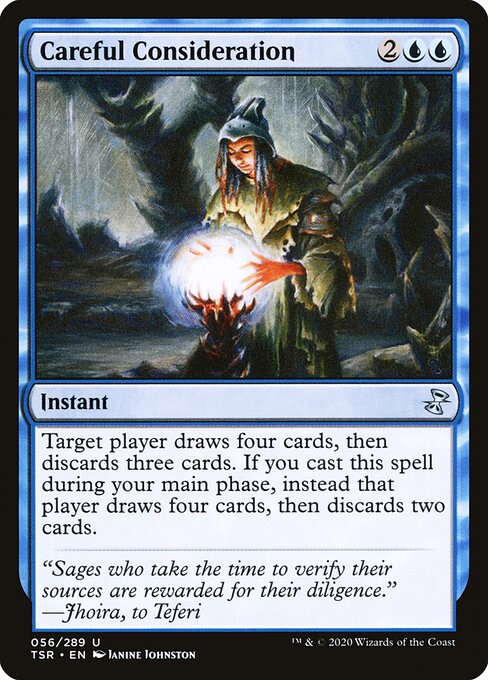 Careful Consideration 2
Instant
Target player draws four cards, then
discards three cards. If you cast this spell
during your main phase, instead that
player draws four cards, then discards two
cards.
“Sages who take the time to verify their
sources are rewarded for their diligence.”
—Jhoira, to Teferi
056/289 U
™ & © 2020 Wizards of the Coast
TSR • EN Janine Johnston